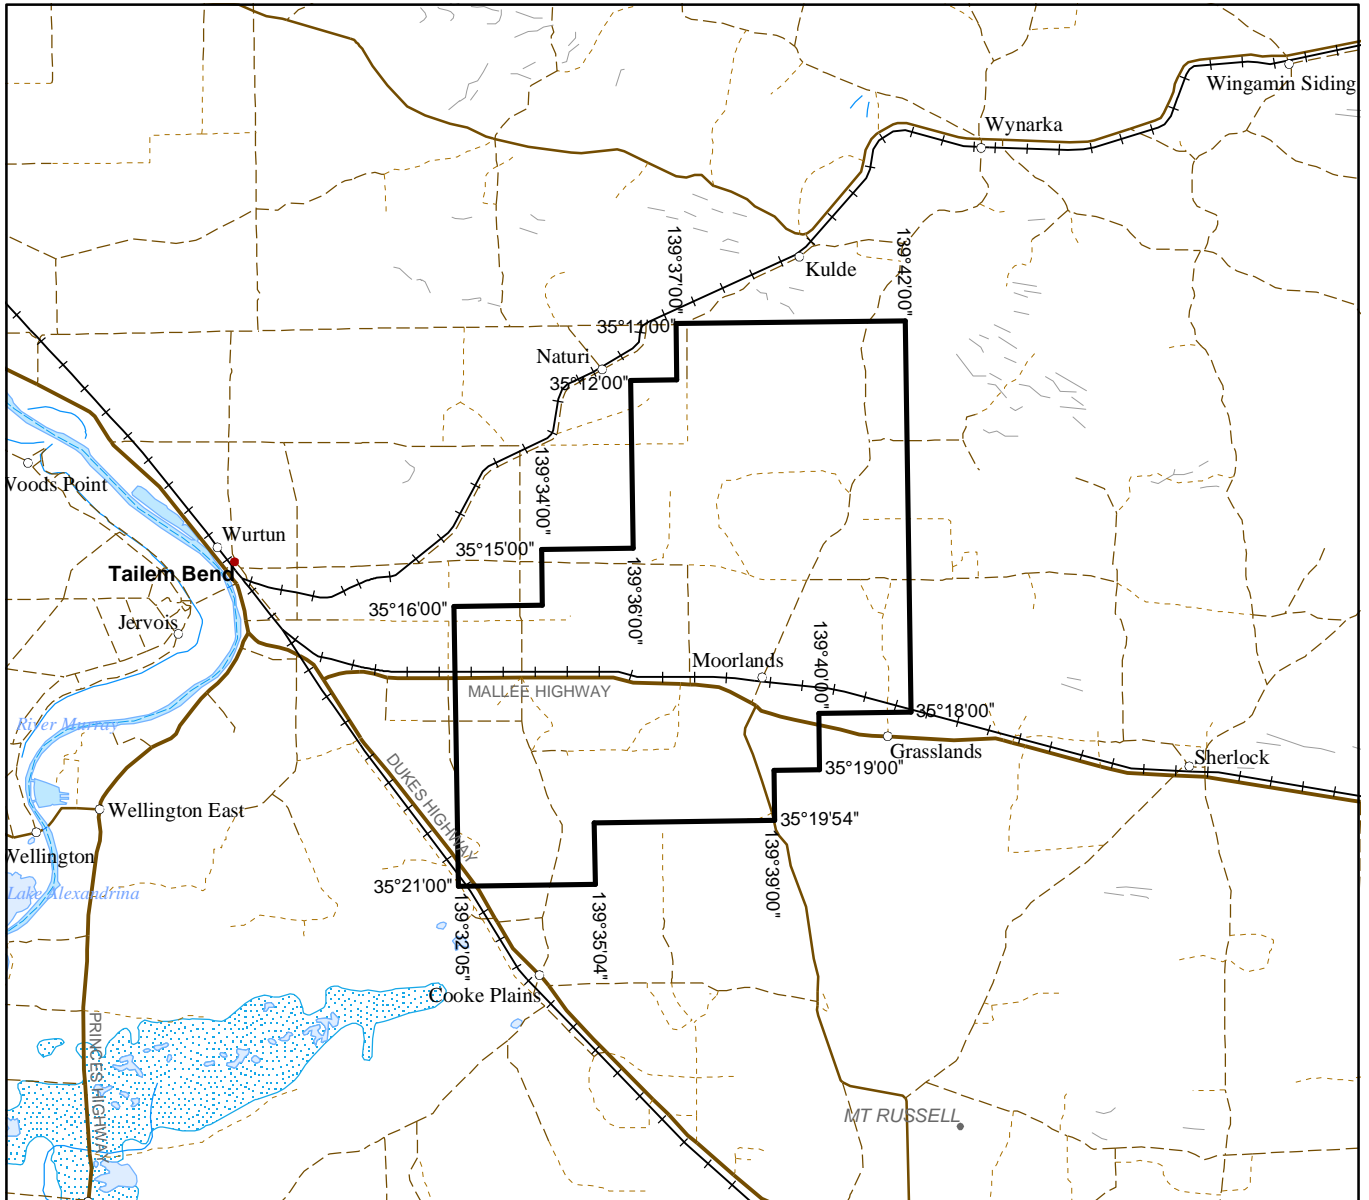 Wingamin Siding
Wynarka
139°37'00"
139°42'00"
Kulde
35°11'00"
Naturi
35°12'00"
139°34'00"
Woods Point
Wurtun
35°15'00"
Tailem Bend
139°36'00"
35°16'00"
Jervois
139°40'00"
Moorlands
MALLEE HIGHWAY
35°18'00"
River Murray
Grasslands
Sherlock
35°19'00"
DUKES HIGHWAY
Wellington East
35°19'54"
139°39'00"
Wellington
35°21'00"
Lake Alexandrina
139°32'05"
139°35'04"
Cooke Plains
PRINCES HIGHWAY
MT RUSSELL